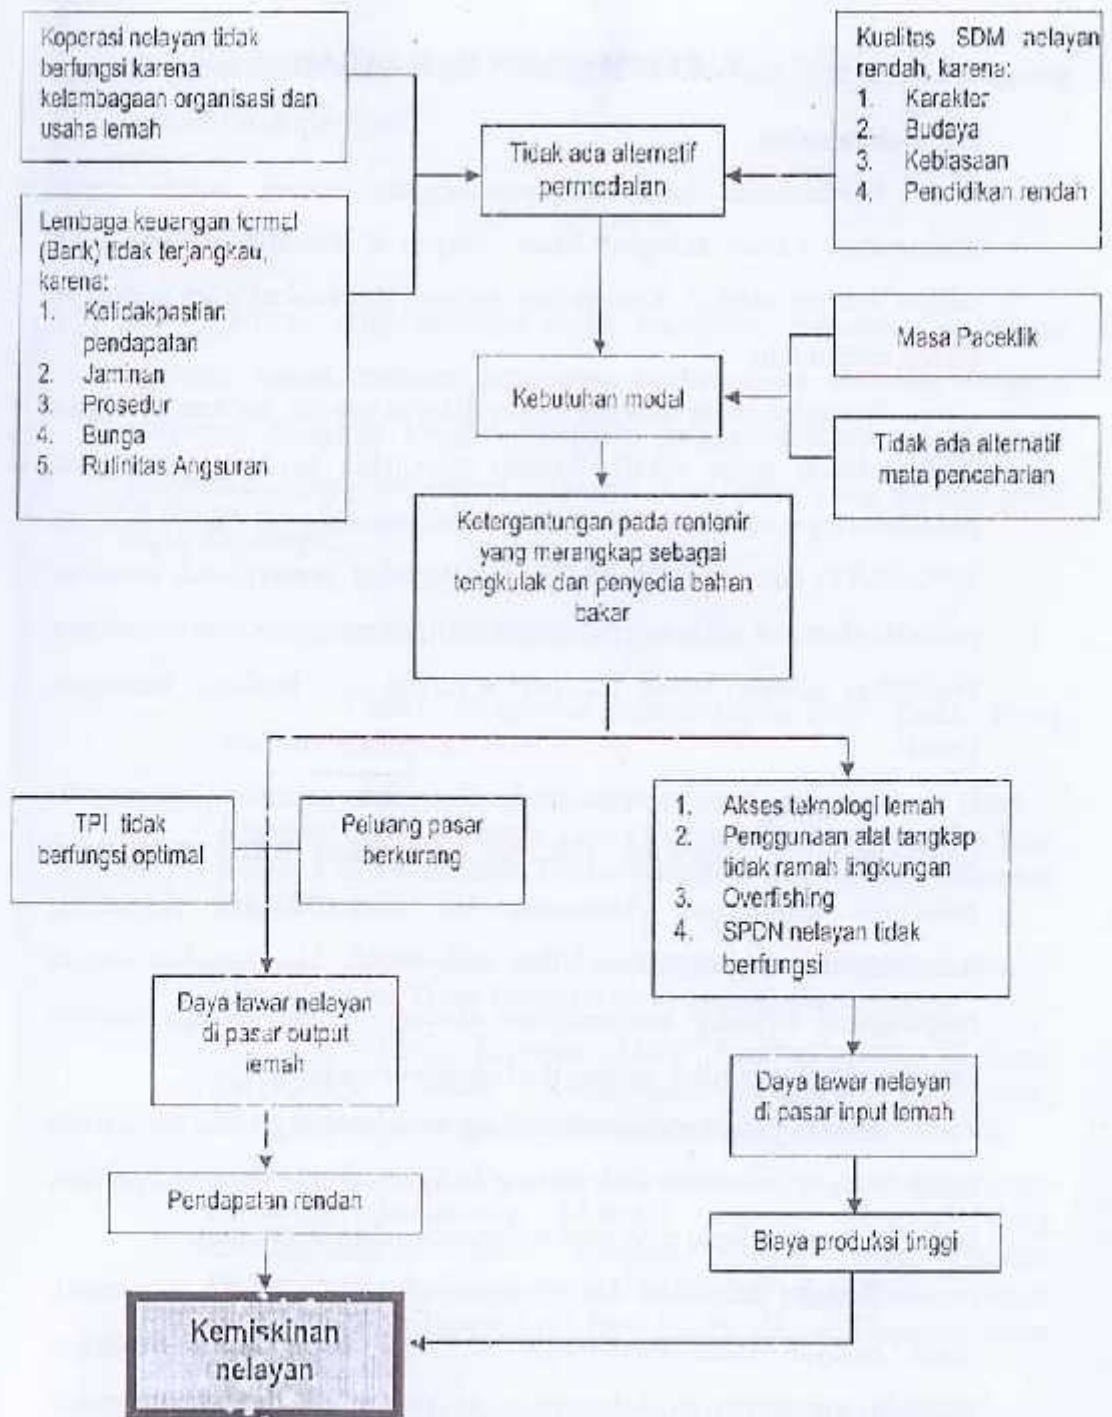 Koperasi nelayan tidak
berfungsi karena
kelembagaan organisasi dan
usaha lemah
Kualitas SDM nelayan
rendah, karena:
1. Karakter
2. Budaya
3. Kebiasaan
4. Pendidikan rendah
Tidak ada alternatif
permodalan
Lembaga keuangan formal
(Bank) tidak terjangkau,
karena:
1. Ketidakpastian
pendapatan
2. Jaminan
3. Prosedur
4. Bunga
5. Rutinitas Angsuran
Masa Paceklik
Kebutuhan modal
Tidak ada alternatif
mata pencaharian
Ketergantungan pada rentenir
yang merangkap sebagai
tengkulak dan penyedia bahan
bakar
TPI tidak
berfungsi optimal
Peluang pasar
berkurang
1. Akses teknologi lemah
2. Penggunaan alat tangkap
tidak ramah lingkungan
3. Overfishing
4. SPDN nelayan tidak
berfungsi
Daya tawar nelayan
di pasar output
lemah
Daya tawar nelayan
di pasar input lemah
Pendapatan rendah
Biaya produksi tinggi
Kemiskinan
nelayan